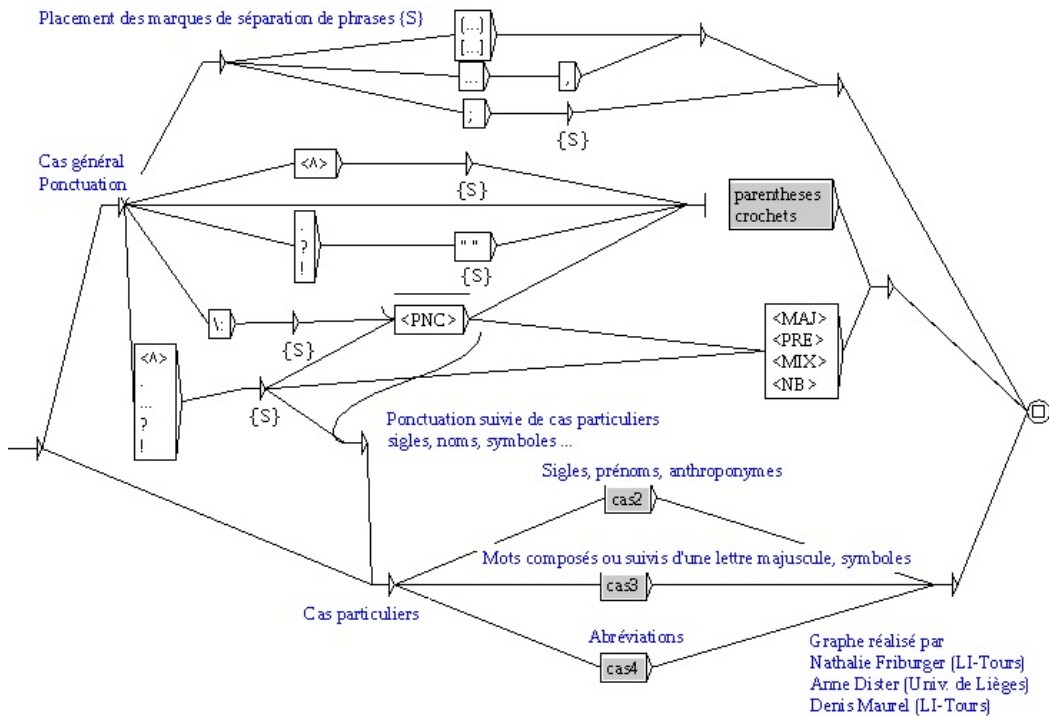 Placement des marques de séparation de phrases {S}
[...]
[...]
...
,
;
{S}
Cas général
Ponctuation
<^>
{S}
parentheses
crochets
.
?
!
" "
{S}
\:
{S}
<PNC>
<MAJ>
<PRE>
<MIX>
<NB>
<^>
.
...
?
!
{S}
Ponctuation suivie de cas particuliers
sigles, noms, symboles ...
Sigles, prénoms, anthroponymes
cas2
Mots composés ou suivis d'une lettre majuscule, symboles
cas3
Cas particuliers
Abréviations
cas4
Graphe réalisé par
Nathalie Friburger (LI-Tours)
Anne Dister (Univ. de Lièges)
Denis Maurel (LI-Tours)